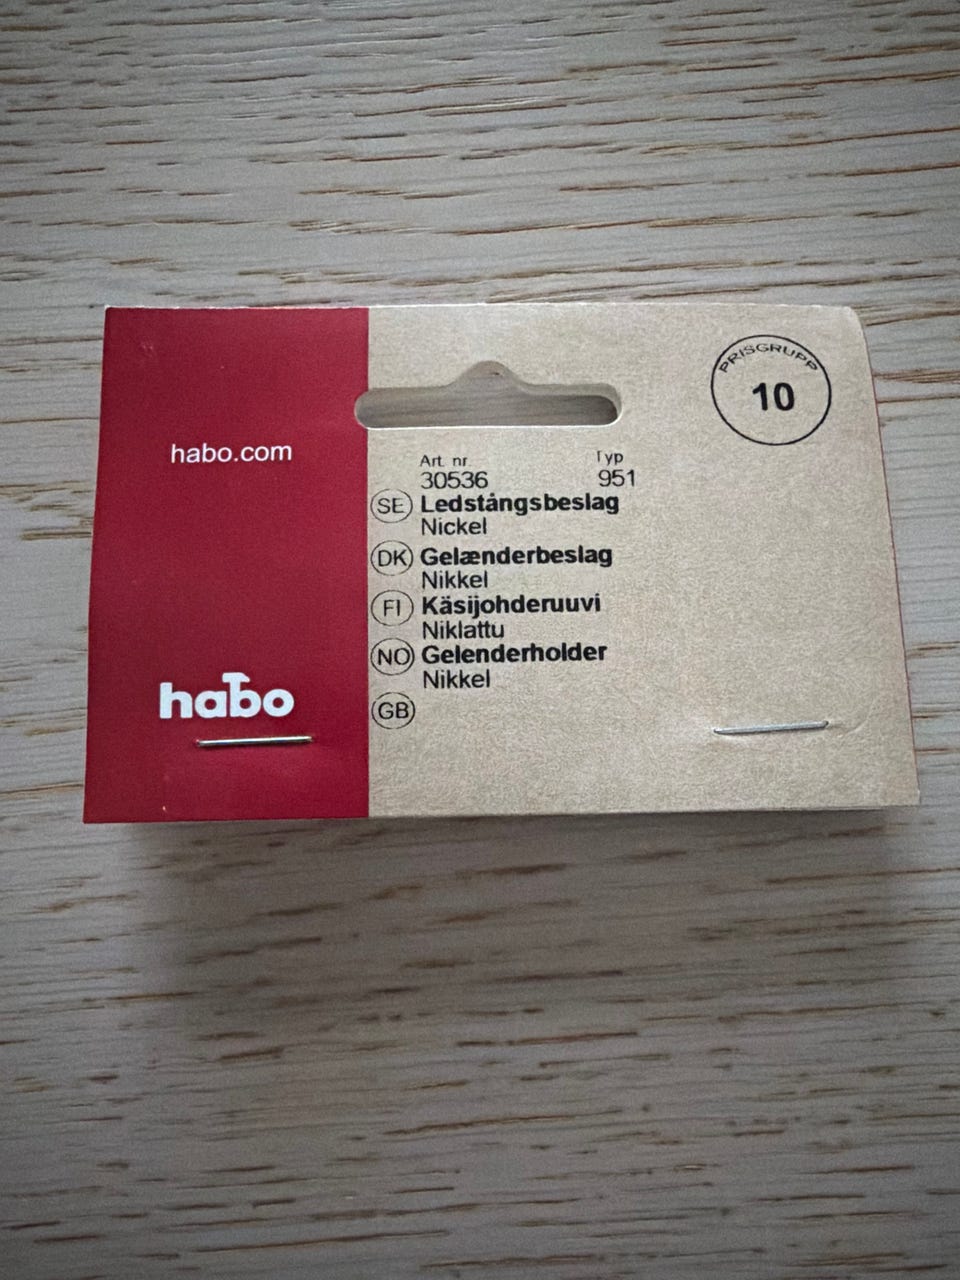 PRISGRUPP
10
habo.com
Art. nr. Typ
30536 951
SE Ledstångsbeslag
Nickel
DK Gelænderbeslag
Nikkel
FI Käsijohderuuvi
Niklattu
NO Gelenderholder
Nikkel
GB
habo